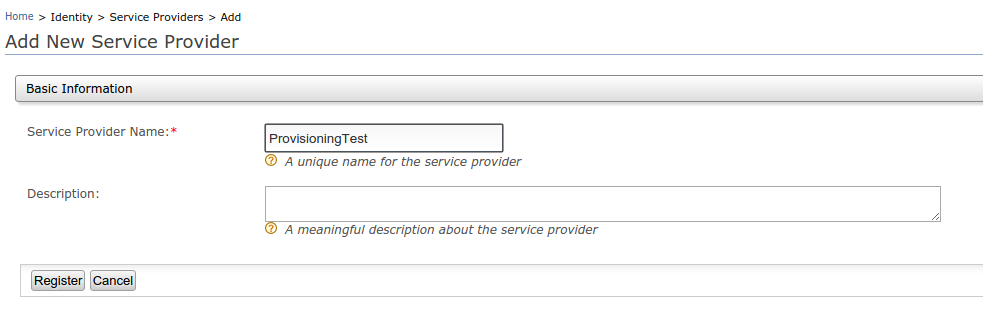 Home > Identity > Service Providers > Add
Add New Service Provider
Basic Information
Service Provider Name:* ProvisioningTest
? A unique name for the service provider
Description:
? A meaningful description about the service provider
Register Cancel